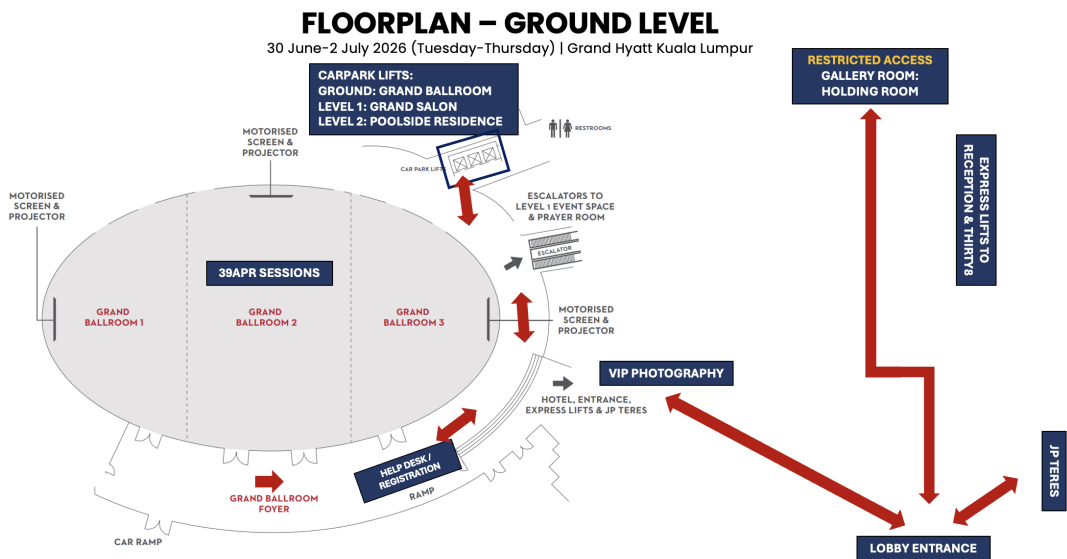 FLOORPLAN – GROUND LEVEL
30 June-2 July 2026 (Tuesday-Thursday) | Grand Hyatt Kuala Lumpur
RESTRICTED ACCESS
GALLERY ROOM:
HOLDING ROOM
CARPARK LIFTS:
GROUND: GRAND BALLROOM
LEVEL 1: GRAND SALON
LEVEL 2: POOLSIDE RESIDENCE
RESTROOMS
MOTORISED
SCREEN &
PROJECTOR
CAR PARK LIFTS
EXPRESS LIFTS TO
RECEPTION & THIRTY8
MOTORISED
SCREEN &
PROJECTOR
ESCALATORS TO
LEVEL 1 EVENT SPACE
& PRAYER ROOM
ESCALATOR
39APR SESSIONS
GRAND
BALLROOM 1
GRAND
BALLROOM 2
GRAND
BALLROOM 3
MOTORISED
SCREEN &
PROJECTOR
VIP PHOTOGRAPHY
HOTEL, ENTRANCE,
EXPRESS LIFTS & JP TERES
HELP DESK /
REGISTRATION
RAMP
GRAND BALLROOM
FOYER
JP TERES
CAR RAMP
LOBBY ENTRANCE